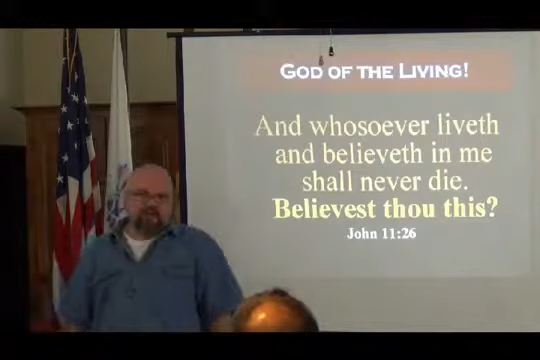 GOD OF THE LIVING!
And whosoever liveth
and believeth in me
shall never die.
Believest thou this?
John 11:26